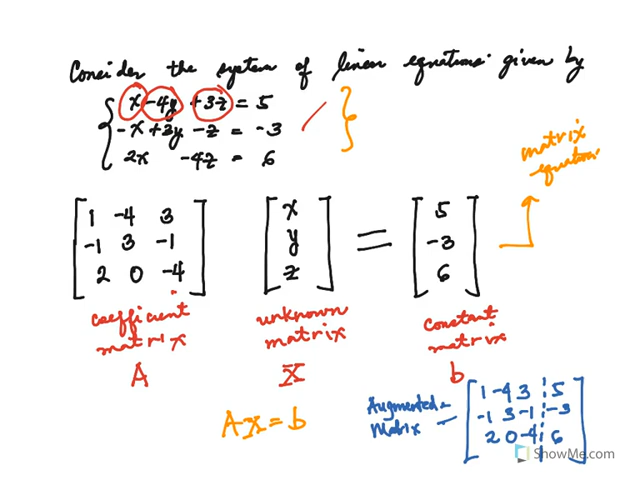 Consider the system of linear equations given by
x - 4y + 3z = 5
-x + 3y - z = -3
2x - 4z = 6
matrix
equation
1 -4 3
-1 3 -1
2 0 -4
x
y
z
=
5
-3
6
coefficient
matrix
A
unknown
matrix
X
constant
matrix
b
AX = b
Augmented
Matrix
1 -4 3 5
-1 3 -1 -3
2 0 -4 6
ShowMe.com